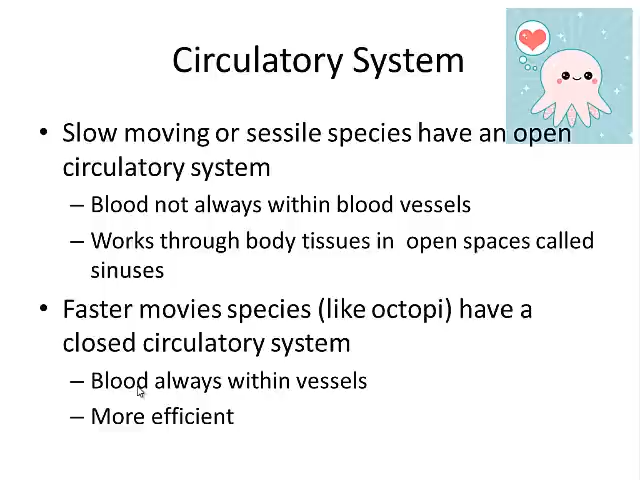 Circulatory System
• Slow moving or sessile species have an open
circulatory system
– Blood not always within blood vessels
– Works through body tissues in  open spaces called
sinuses
• Faster movies species (like octopi) have a
closed circulatory system
– Blood always within vessels
– More efficient